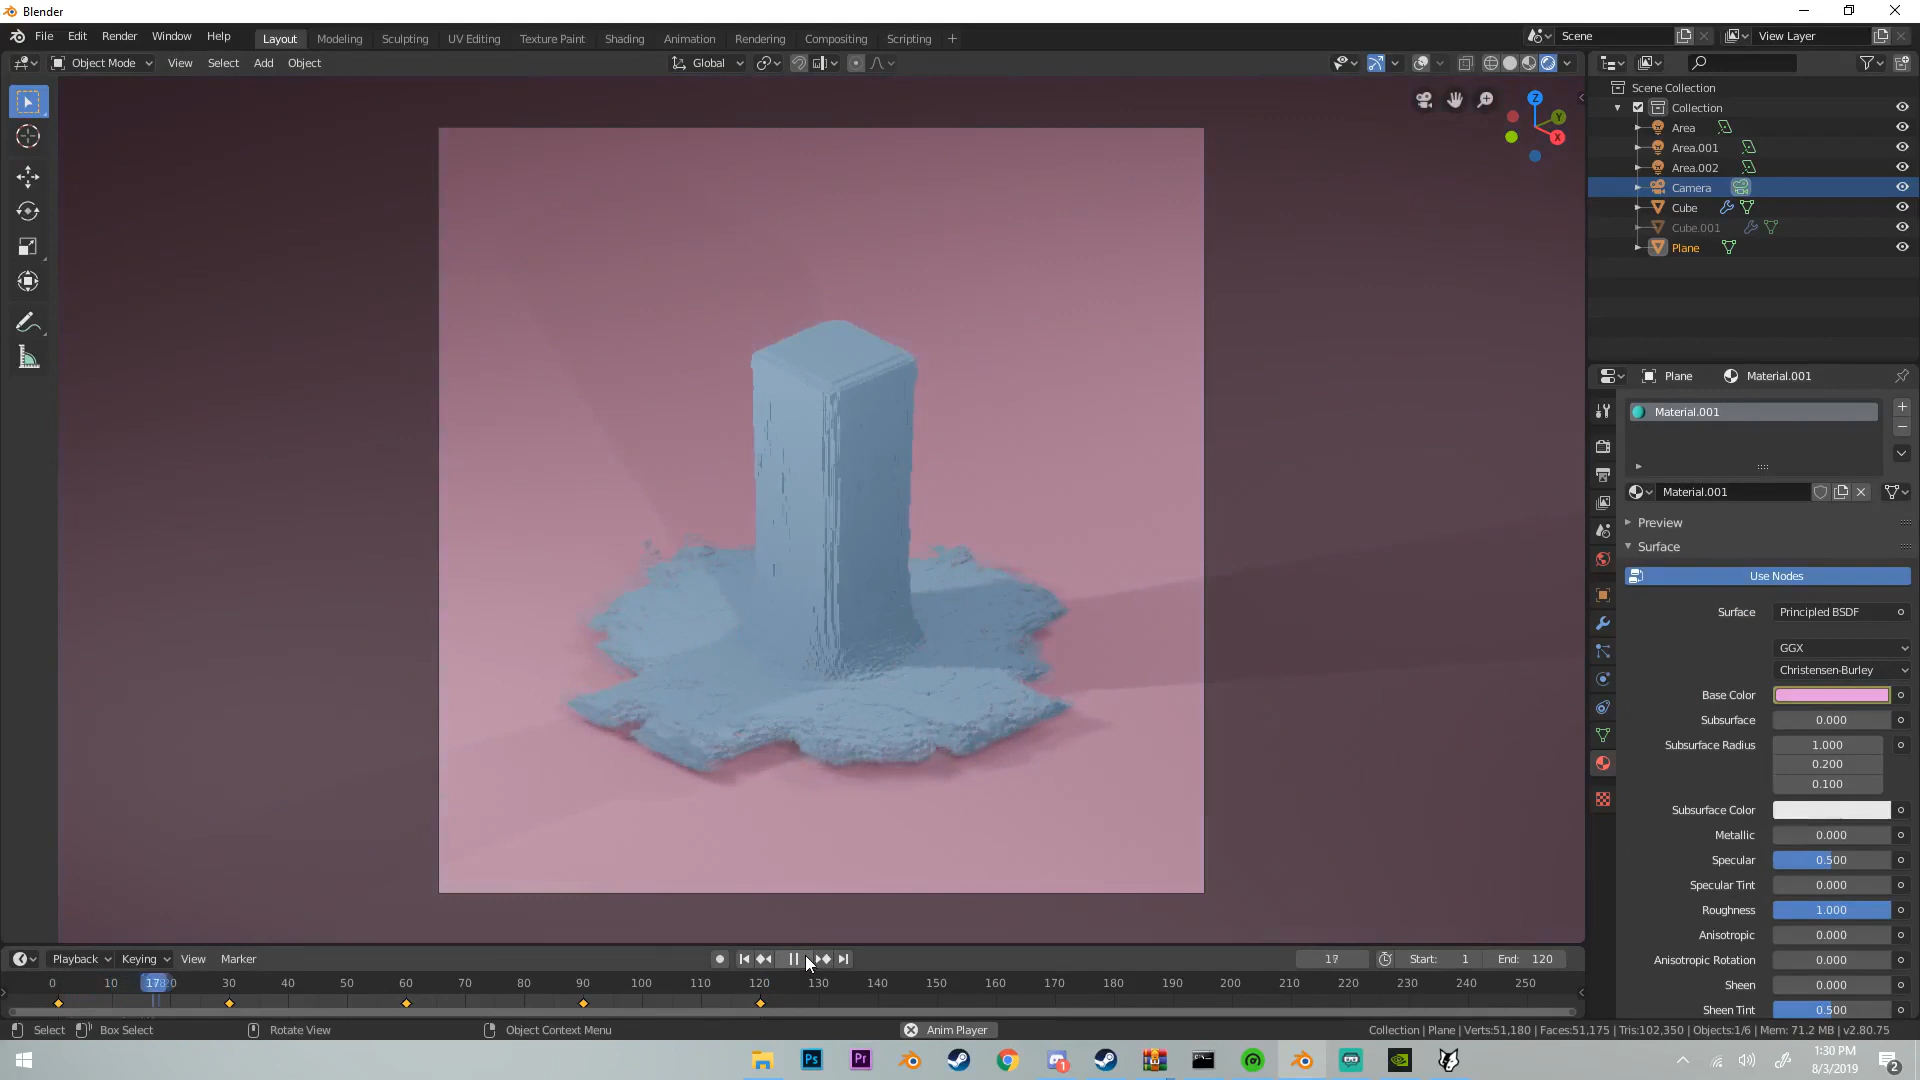 Blender
File Edit Render Window Help
Layout Modeling Sculpting UV Editing Texture Paint Shading Animation Rendering Compositing Scripting +
Scene
View Layer
Object Mode View Select Add Object
Global
Z
Y
X
Scene Collection
Collection
Area
Area.001
Area.002
Camera
Cube
Cube.001
Plane
Plane Material.001
Material.001
Material.001
Preview
Surface
Use Nodes
Surface Principled BSDF
GGX
Christensen-Burley
Base Color
Subsurface 0.000
Subsurface Radius 1.000
0.200
0.100
Subsurface Color
Metallic 0.000
Specular 0.500
Specular Tint 0.000
Roughness 1.000
Anisotropic 0.000
Anisotropic Rotation 0.000
Sheen 0.000
Sheen Tint 0.500
Playback Keying View Marker
17 Start: 1 End: 120
0 10 17 20 30 40 50 60 70 80 90 100 110 120 130 140 150 160 170 180 190 200 210 220 230 240 250
Select Box Select Rotate View Object Context Menu Anim Player
Collection | Plane | Verts:51,180 | Faces:51,175 | Tris:102,350 | Objects:1/6 | Mem: 71.2 MB | v2.80.75
Ps
Pr
1
1:30 PM
8/3/2019
2